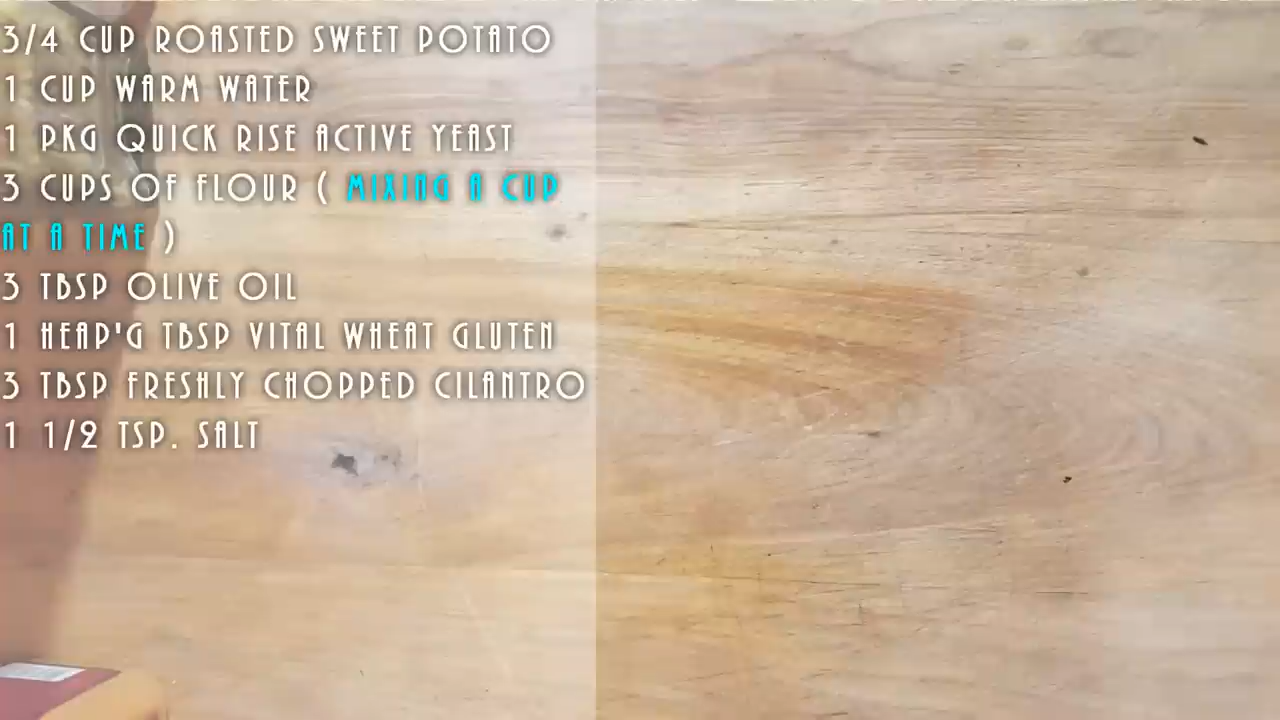 3/4 CUP ROASTED SWEET POTATO
1 CUP WARM WATER
1 PKG QUICK RISE ACTIVE YEAST
3 CUPS OF FLOUR ( MIXING A CUP
AT A TIME )
3 TBSP OLIVE OIL
1 HEAP'G TBSP VITAL WHEAT GLUTEN
3 TBSP FRESHLY CHOPPED CILANTRO
1 1/2 TSP. SALT